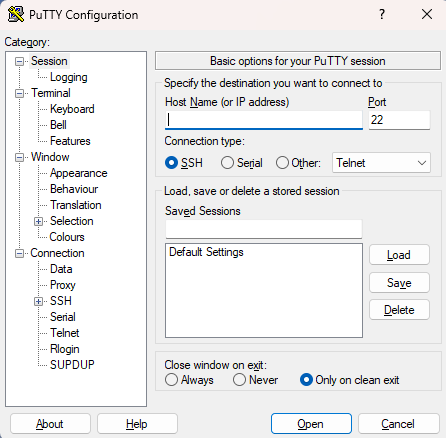 PuTTY Configuration
?
Category:
Session
Logging
Terminal
Keyboard
Bell
Features
Window
Appearance
Behaviour
Translation
Selection
Colours
Connection
Data
Proxy
SSH
Serial
Telnet
Rlogin
SUPDUP
Basic options for your PuTTY session
Specify the destination you want to connect to
Host Name (or IP address) Port
22
Connection type:
SSH Serial Other: Telnet
Load, save or delete a stored session
Saved Sessions
Default Settings
Load
Save
Delete
Close window on exit:
Always Never Only on clean exit
About Help Open Cancel